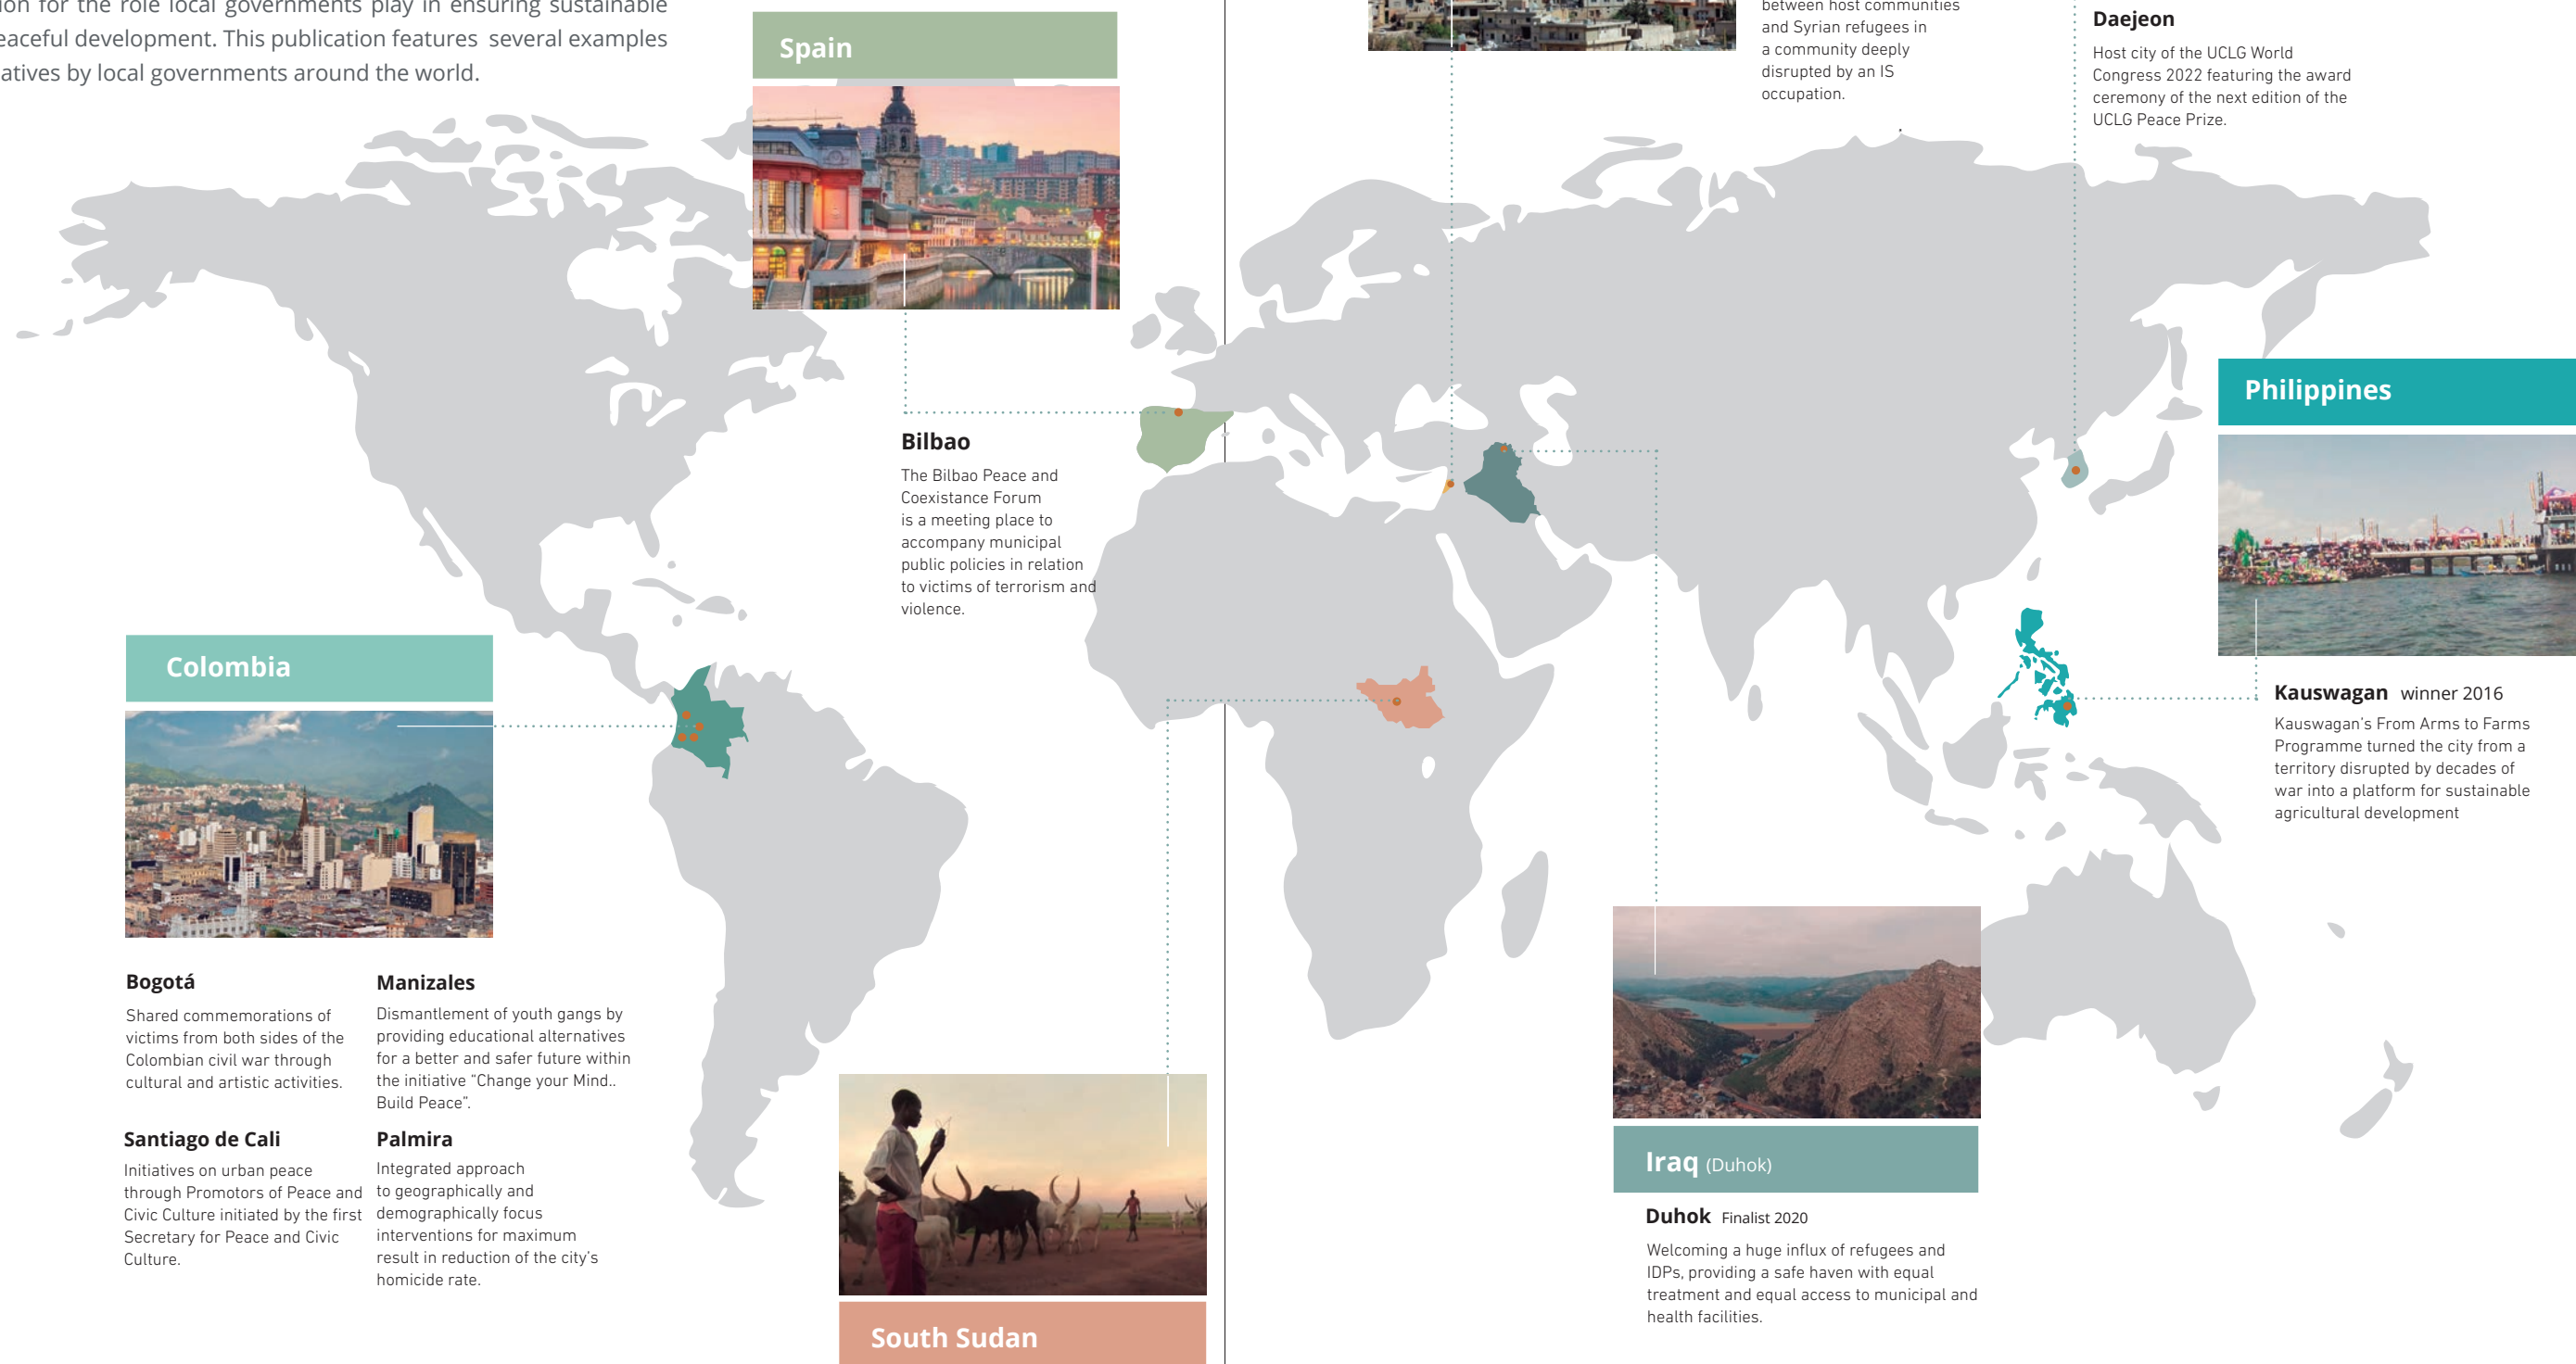 for the role local governments play in ensuring sustainable
development. This publication features several examples
by local governments around the world.
Spain
between host communities
and Syrian refugees in
a community deeply
disrupted by an IS
occupation.
Daejeon
Host city of the UCLG World
Congress 2022 featuring the award
ceremony of the next edition of the
UCLG Peace Prize.
Bilbao
The Bilbao Peace and
Coexistance Forum
is a meeting place to
accompany municipal
public policies in relation
to victims of terrorism and
violence.
Philippines
Kauswagan winner 2016
Kauswagan's From Arms to Farms
Programme turned the city from a
territory disrupted by decades of
war into a platform for sustainable
agricultural development
Colombia
Bogotá
Shared commemorations of
victims from both sides of the
Colombian civil war through
cultural and artistic activities.
Manizales
Dismantlement of youth gangs by
providing educational alternatives
for a better and safer future within
the initiative "Change your Mind..
Build Peace".
Santiago de Cali
Initiatives on urban peace
through Promotors of Peace and
Civic Culture initiated by the first
Secretary for Peace and Civic
Culture.
Palmira
Integrated approach
to geographically and
demographically focus
interventions for maximum
result in reduction of the city's
homicide rate.
South Sudan
Iraq (Duhok)
Duhok Finalist 2020
Welcoming a huge influx of refugees and
IDPs, providing a safe haven with equal
treatment and equal access to municipal and
health facilities.